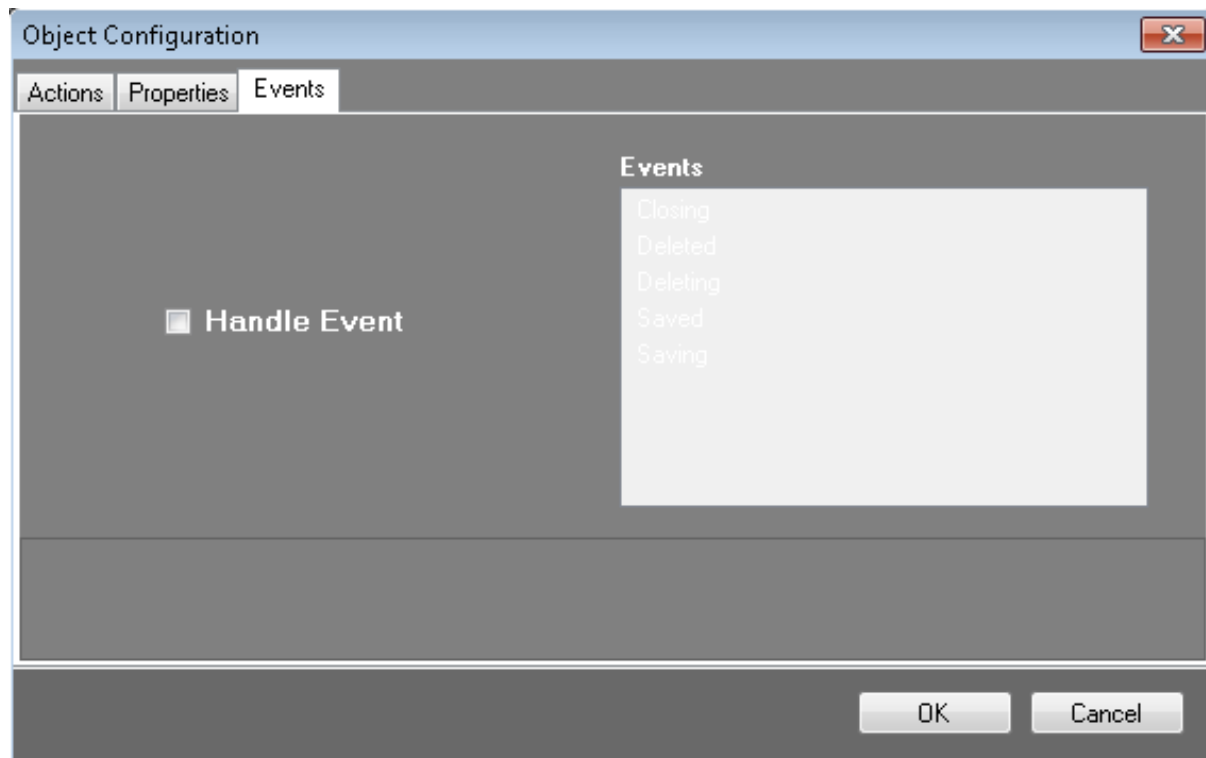 Object Configuration
Actions Properties Events
Events
Closing
Deleted
Deleting
Saved
Saving
Handle Event
OK Cancel